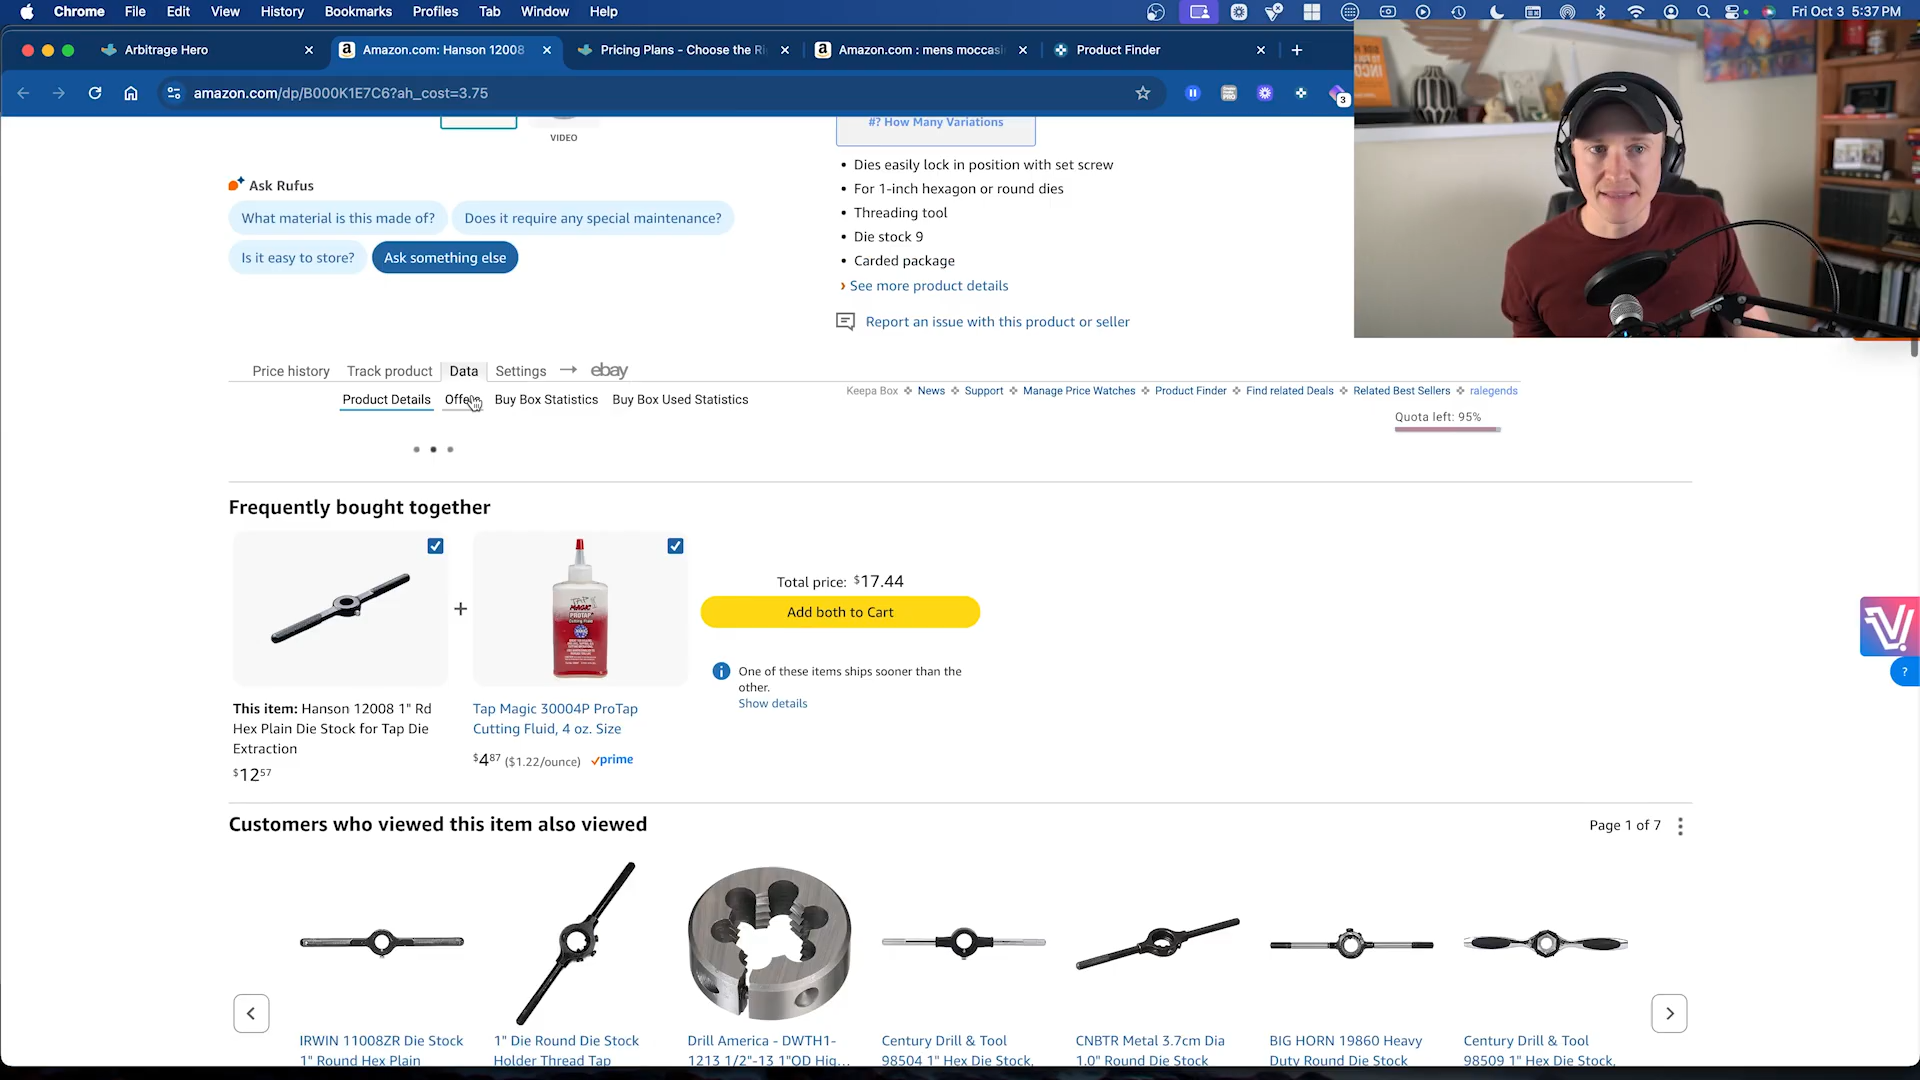 Chrome File Edit View History Bookmarks Profiles Tab Window Help Fri Oct 3 5:37 PM
Arbitrage Hero
Amazon.com: Hanson 12008
Pricing Plans - Choose the Ri
Amazon.com : mens moccasi
Product Finder
amazon.com/dp/B000K1E7C6?ah_cost=3.75
3
#? How Many Variations
VIDEO
Dies easily lock in position with set screw
For 1-inch hexagon or round dies
Threading tool
Die stock 9
Carded package
› See more product details
Report an issue with this product or seller
Ask Rufus
What material is this made of? Does it require any special maintenance?
Is it easy to store? Ask something else
Price history Track product Data Settings → ebay
Keepa Box News Support Manage Price Watches Product Finder Find related Deals Related Best Sellers ralegends
Product Details Offers Buy Box Statistics Buy Box Used Statistics
Quota left: 95%
Frequently bought together
+
Total price: $17.44
Add both to Cart
One of these items ships sooner than the
other.
Show details
This item: Hanson 12008 1" Rd
Hex Plain Die Stock for Tap Die
Extraction
$12 57
Tap Magic 30004P ProTap
Cutting Fluid, 4 oz. Size
$4 87 ($1.22/ounce) prime
?
Customers who viewed this item also viewed
Page 1 of 7
IRWIN 11008ZR Die Stock
1" Round Hex Plain
1" Die Round Die Stock
Holder Thread Tap
Drill America - DWTH1-
1213 1/2"-13 1"OD Hig...
Century Drill & Tool
98504 1" Hex Die Stock,
CNBTR Metal 3.7cm Dia
1.0" Round Die Stock
BIG HORN 19860 Heavy
Duty Round Die Stock
Century Drill & Tool
98509 1" Hex Die Stock,